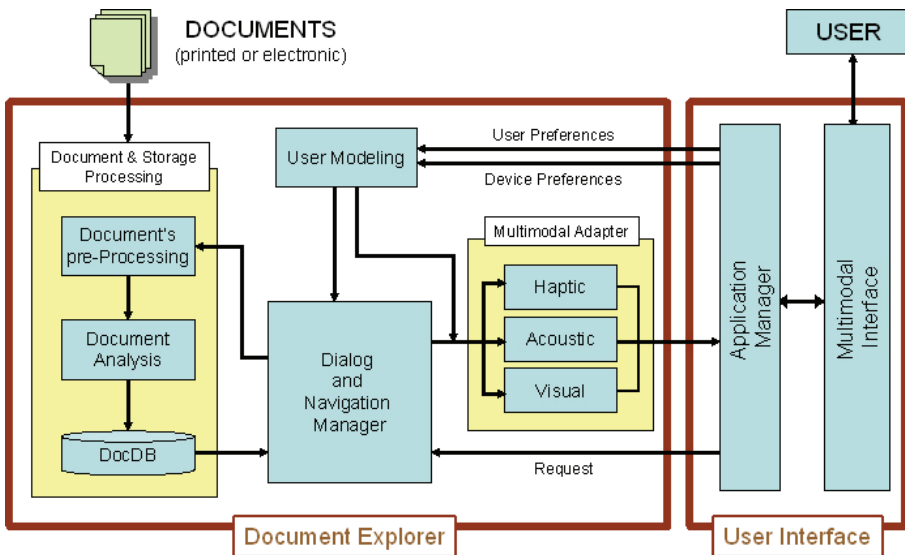 DOCUMENTS
(printed or electronic)
USER
Document & Storage
Processing
User Modeling
User Preferences
Device Preferences
Document's
pre-Processing
Multimodal Adapter
Haptic
Acoustic
Visual
Document
Analysis
Dialog
and
Navigation
Manager
DocDB
Request
Application
Manager
Multimodal
Interface
Document Explorer
User Interface